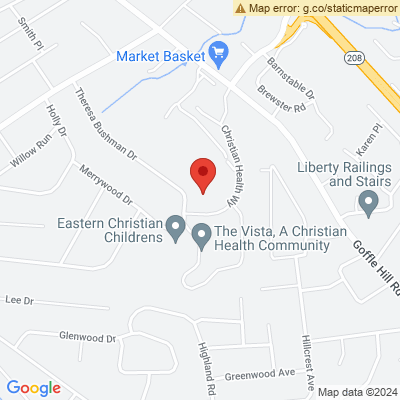 Map error: g.co/staticmaperror
Smith Pl
Market Basket
208
Barnstable Dr
Brewster Rd
Holly Dr
Theresa Bushman Dr
Willow Run
Merrywood Dr
Christian Health Wy
Karen Pl
Liberty Railings
and Stairs
Eastern Christian
Childrens
The Vista, A Christian
Health Community
Goffle Hill Rd
Lee Dr
Glenwood Dr
Highland Rd
Hillcrest Ave
Greenwood Ave
Google
Map data ©2024